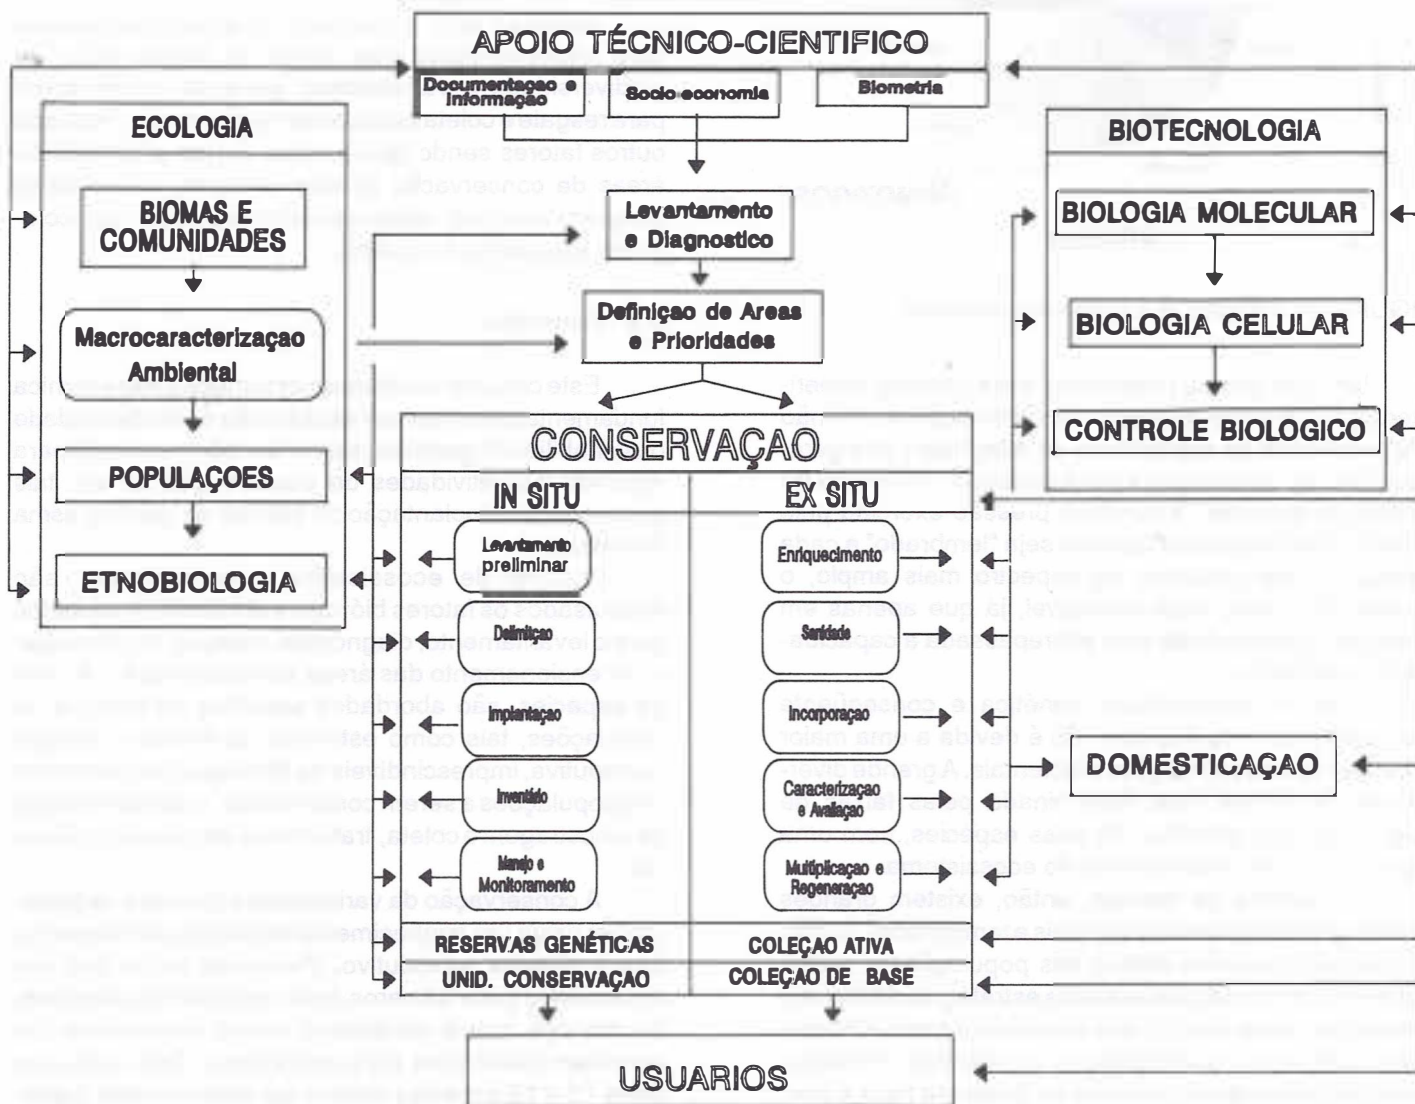 APOIO TÉCNICO-CIENTIFICO
Documentaçao e
Informaçao
Socio-economia
Biometria
ECOLOGIA
BIOMAS E
COMUNIDADES
Macrocaracterizaçao
Ambiental
POPULAÇOES
ETNOBIOLOGIA
Levantamento
e Diagnostico
Definiçao de Areas
e Prioridades
CONSERVAÇAO
IN SITU
Levantamento
preliminar
Delimitiçao
Implantaçao
Inventário
Manejo e
Monitoramento
RESERVAS GENÉTICAS
UNID. CONSERVAÇAO
EX SITU
Enriquecimento
Sanidade
Incorporaçao
Caracterizaçao
e Avaliaçao
Multiplicaçao e
Regeneraçao
COLEÇAO ATIVA
COLEÇAO DE BASE
BIOTECNOLOGIA
BIOLOGIA MOLECULAR
BIOLOGIA CELULAR
CONTROLE BIOLOGICO
DOMESTICAÇAO
USUARIOS